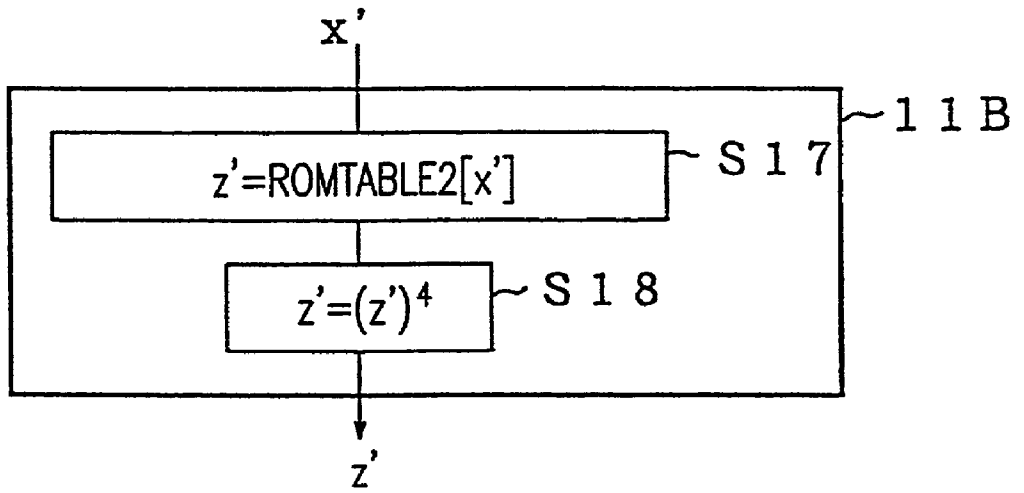 x'
11B
z'=ROMTABLE2[x']
S17
z'=(z')⁴
S18
z'